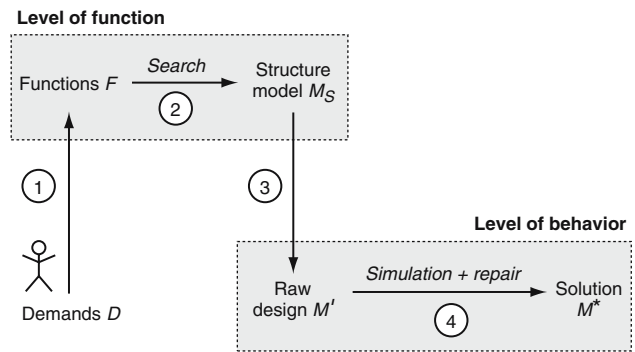 Level of function
Search
Functions F
Structure
model M_S
2
1
3
Level of behavior
Demands D
Raw
design M'
Simulation + repair
4
Solution
M*